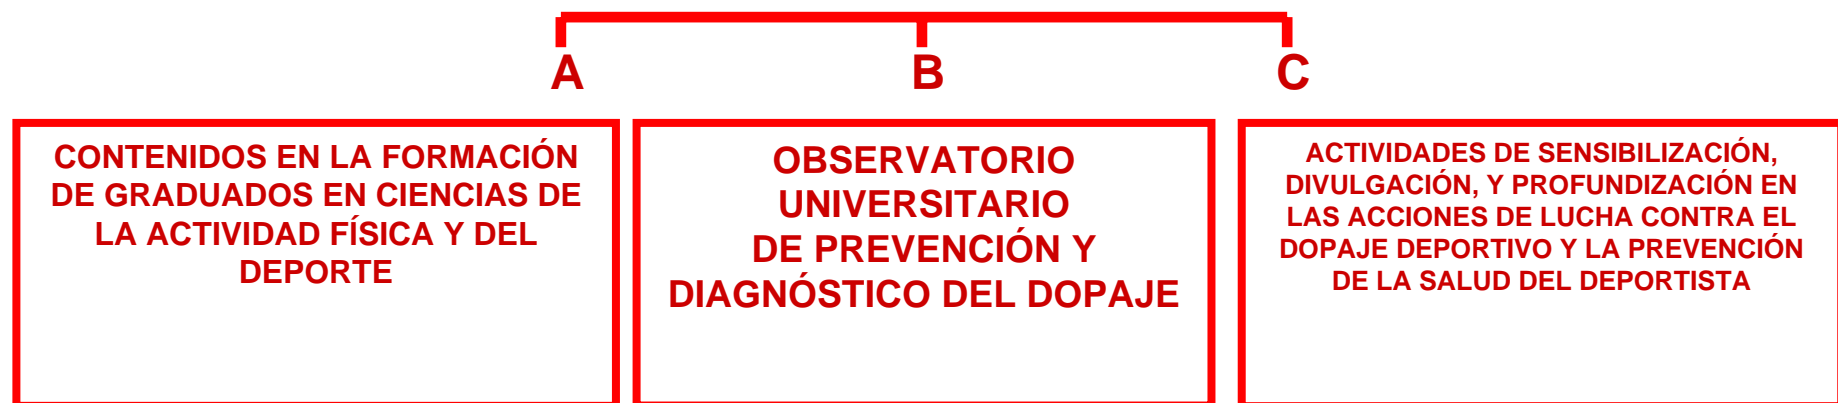 A
B
C
CONTENIDOS EN LA FORMACIÓN
DE GRADUADOS EN CIENCIAS DE
LA ACTIVIDAD FÍSICA Y DEL
DEPORTE
OBSERVATORIO
UNIVERSITARIO
DE PREVENCIÓN Y
DIAGNÓSTICO DEL DOPAJE
ACTIVIDADES DE SENSIBILIZACIÓN,
DIVULGACIÓN, Y PROFUNDIZACIÓN EN
LAS ACCIONES DE LUCHA CONTRA EL
DOPAJE DEPORTIVO Y LA PREVENCIÓN
DE LA SALUD DEL DEPORTISTA